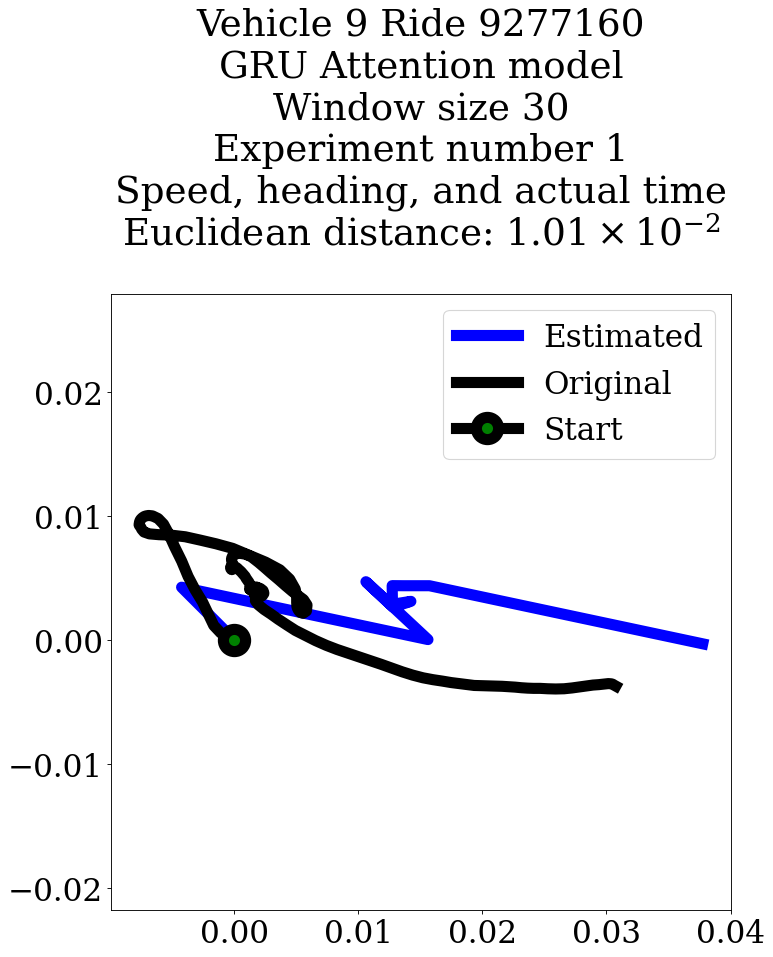 Vehicle 9 Ride 9277160
GRU Attention model
Window size 30
Experiment number 1
Speed, heading, and actual time
Euclidean distance: 1.01 × 10⁻²
Estimated
Original
Start
0.02
0.01
0.00
−0.01
−0.02
0.00 0.01 0.02 0.03 0.04